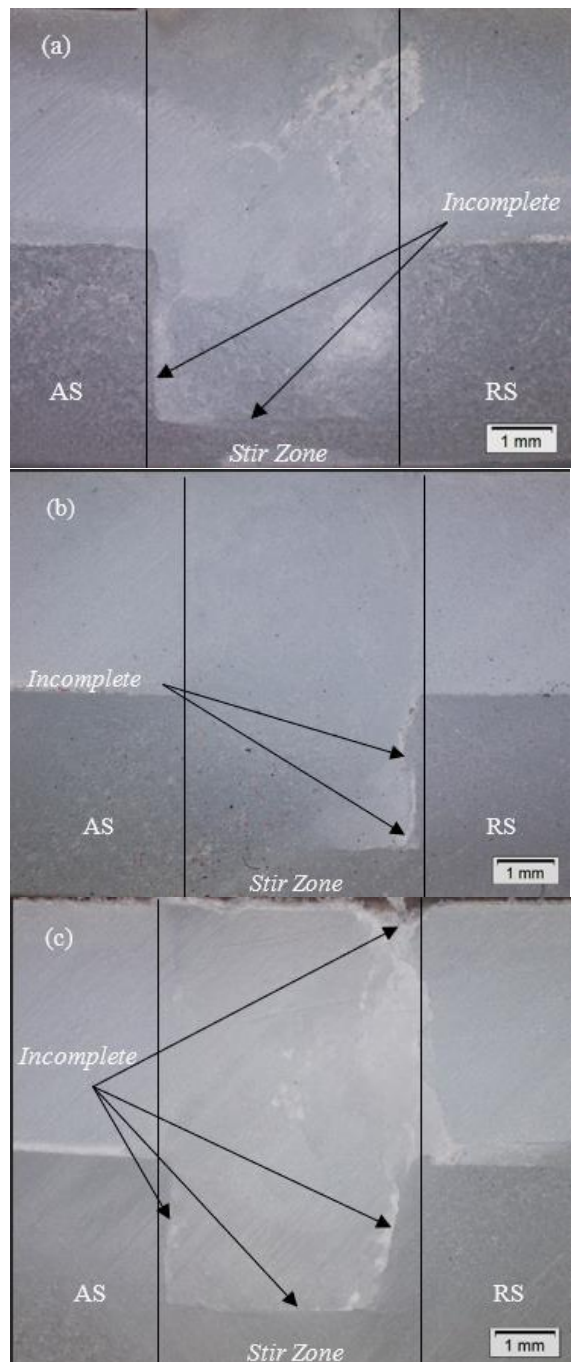 (a)
Incomplete
AS
RS
Stir Zone
1 mm
(b)
Incomplete
AS
RS
Stir Zone
1 mm
(c)
Incomplete
AS
RS
Stir Zone
1 mm